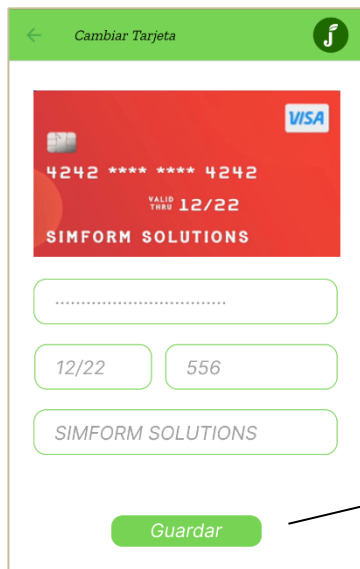 Cambiar Tarjeta
VISA
4242 **** **** 4242
VALID THRU 12/22
SIMFORM SOLUTIONS
.................................
12/22 556
SIMFORM SOLUTIONS
Guardar